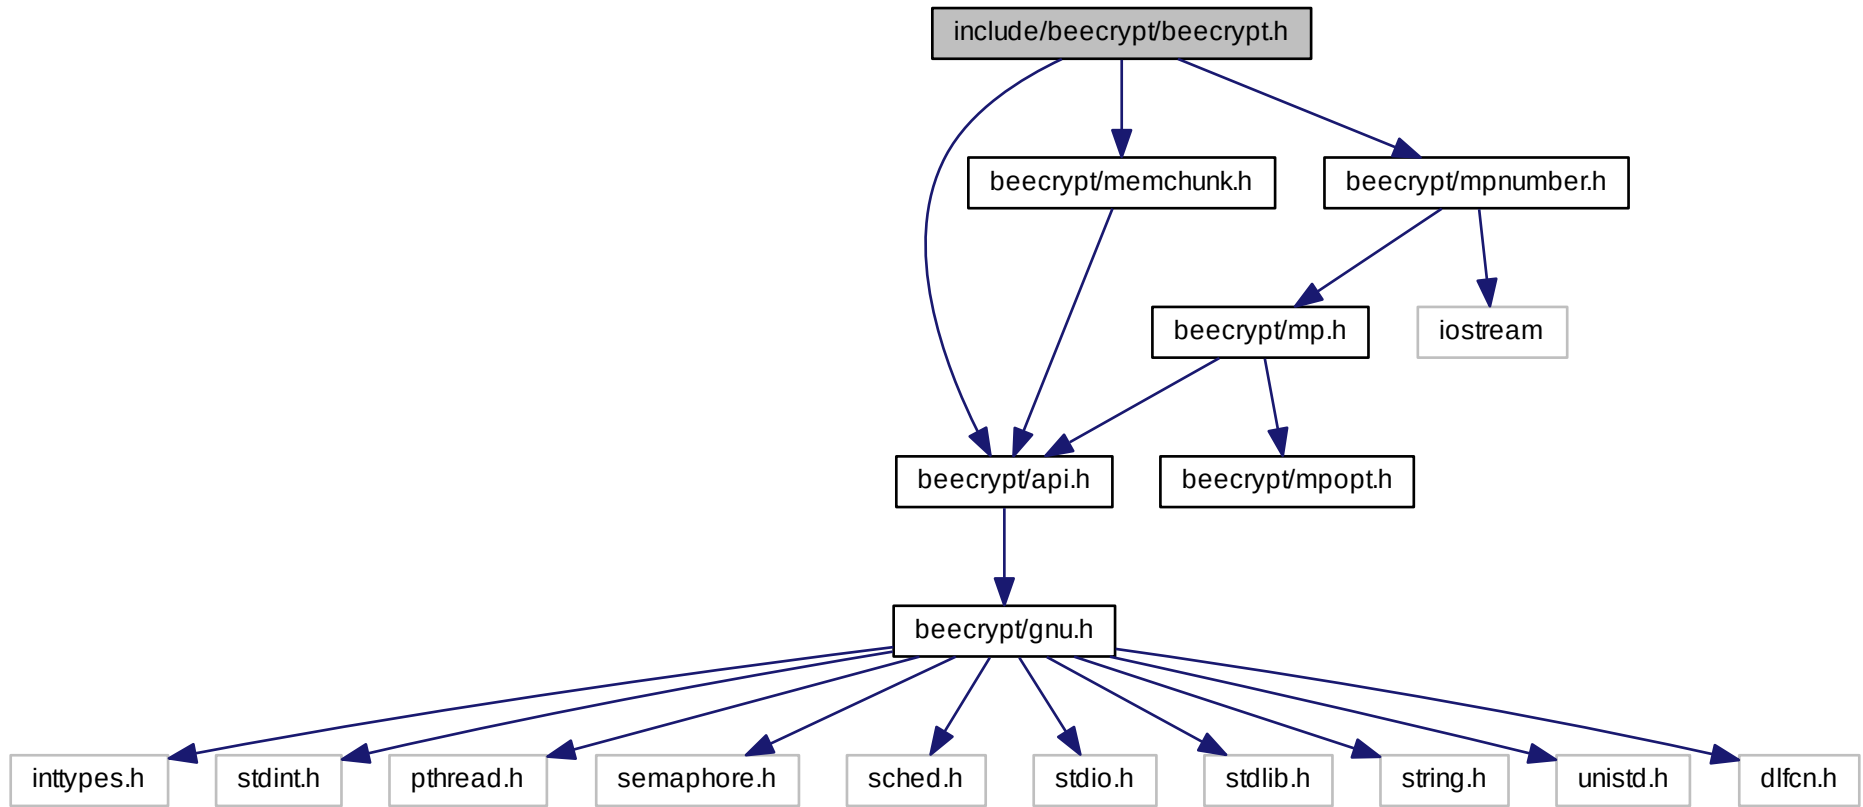 include/beecrypt/beecrypt.h
beecrypt/memchunk.h
beecrypt/mpnumber.h
beecrypt/mp.h
iostream
beecrypt/api.h
beecrypt/mpopt.h
beecrypt/gnu.h
inttypes.h
stdint.h
pthread.h
semaphore.h
sched.h
stdio.h
stdlib.h
string.h
unistd.h
dlfcn.h